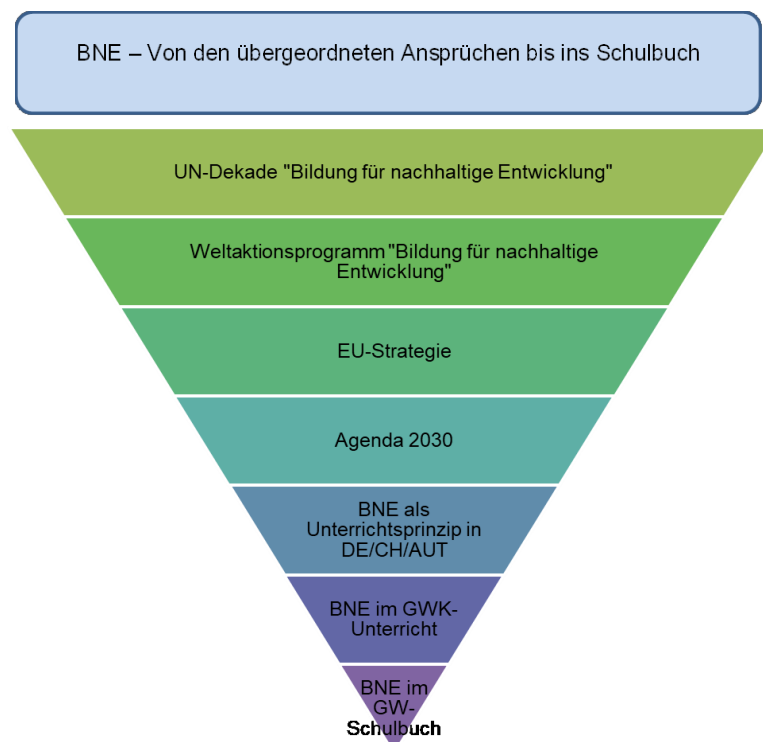 BNE – Von den übergeordneten Ansprüchen bis ins Schulbuch
UN-Dekade "Bildung für nachhaltige Entwicklung"
Weltaktionsprogramm "Bildung für nachhaltige
Entwicklung"
EU-Strategie
Agenda 2030
BNE als
Unterrichtsprinzip in
DE/CH/AUT
BNE im GWK-
Unterricht
BNE im
GW-
Schulbuch